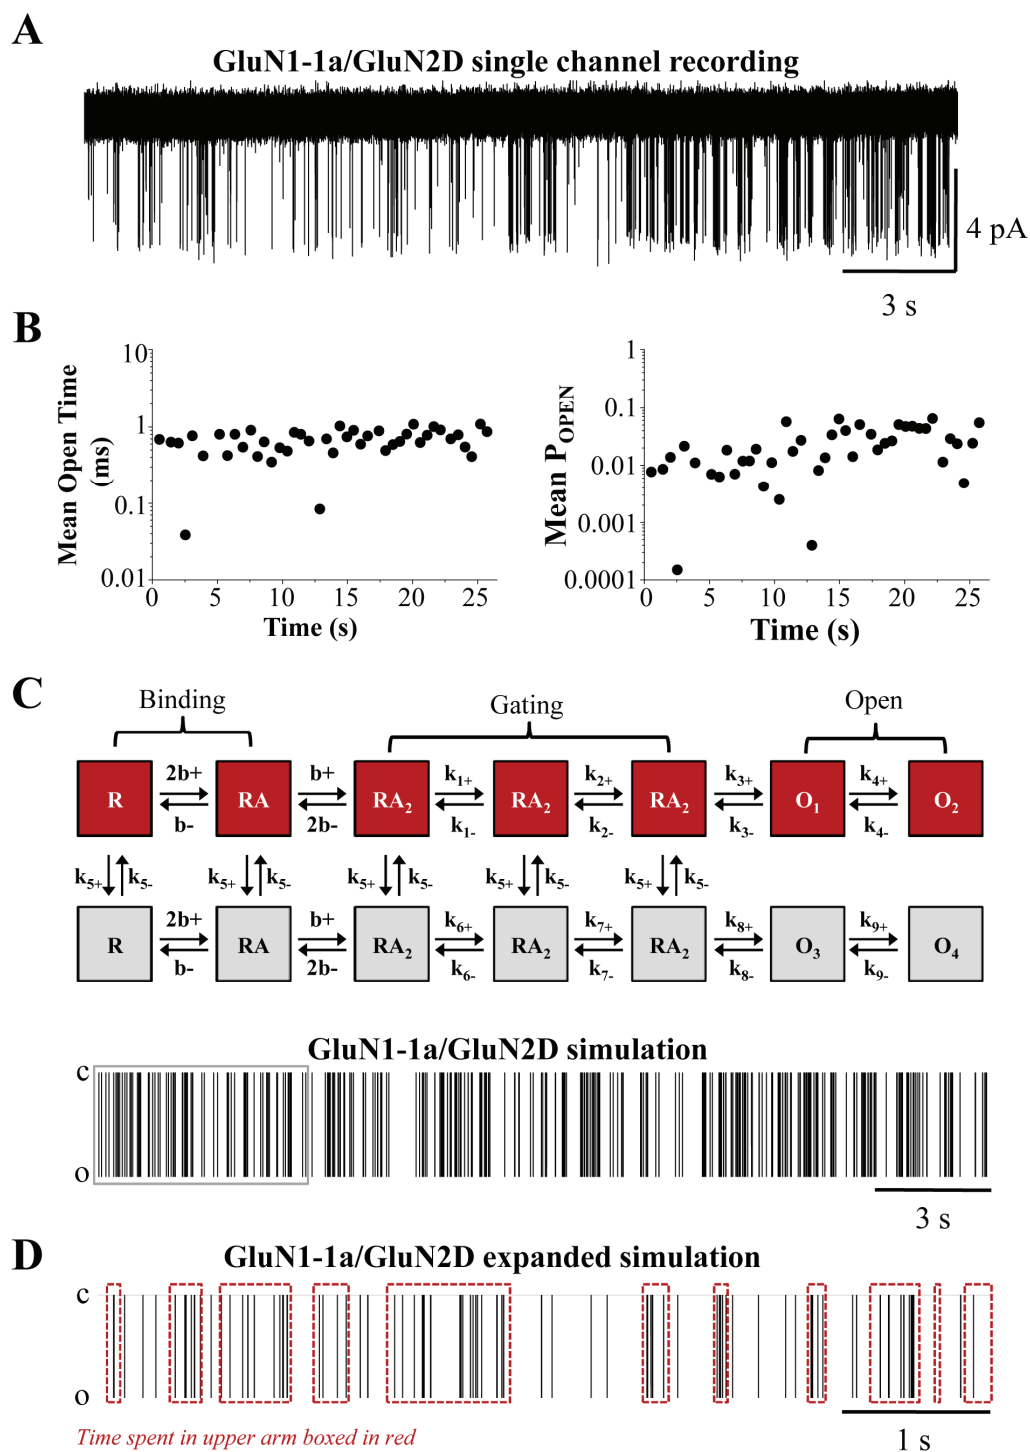 A
GluN1-1a/GluN2D single channel recording
4 pA
3 s
B
Mean Open Time
(ms)
10
1
0.1
0.01
0 5 10 15 20 25
Time (s)
Mean P_OPEN
1
0.1
0.01
0.001
0.0001
0 5 10 15 20 25
Time (s)
C
Binding Gating Open
2b+ b+ k1+ k2+ k3+ k4+
R RA RA2 RA2 RA2 O1 O2
b- 2b- k1- k2- k3- k4-
k5+ k5- k5+ k5- k5+ k5- k5+ k5- k5+ k5-
2b+ b+ k6+ k7+ k8+ k9+
R RA RA2 RA2 RA2 O3 O4
b- 2b- k6- k7- k8- k9-
GluN1-1a/GluN2D simulation
c
o
3 s
D
GluN1-1a/GluN2D expanded simulation
c
o
Time spent in upper arm boxed in red
1 s